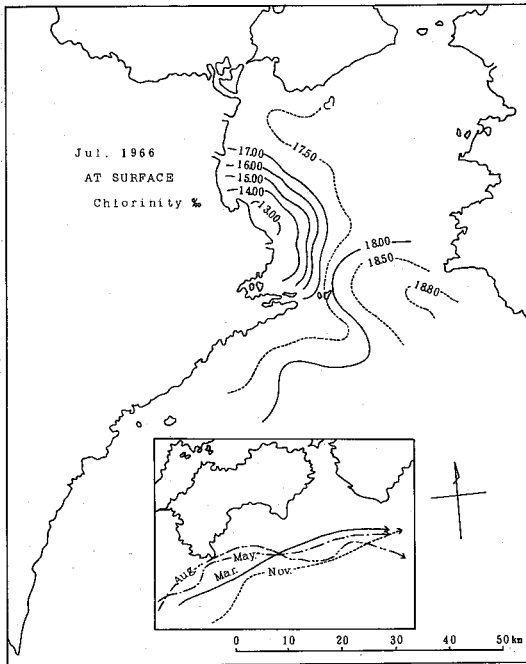 Jul. 1966
AT SURFACE
Chlorinity ‰
17.50
17.00
16.00
15.00
14.00
13.00
18.00
18.50
18.80
Aug.
May.
Mar.
Nov.
0 10 20 30 40 50 km